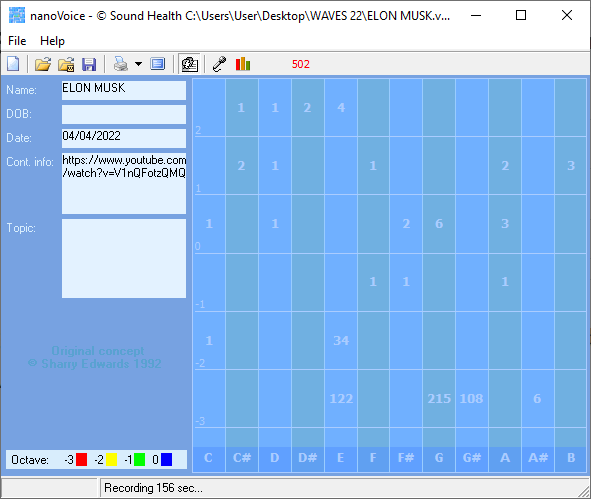 nanoVoice - © Sound Health C:\Users\User\Desktop\WAVES 22\ELON MUSK.v...
File Help
502
Name: ELON MUSK
DOB:
Date: 04/04/2022
Cont. info: https://www.youtube.com
/watch?v=V1nQFotzQMQ
Topic:
Original concept
© Sharry Edwards 1992
Octave: -3 -2 -1 0
1 1 2 4
2
2 1 1 2 3
1
1 1 2 6 3
0
1 1 1
-1
1 34
-2
122 215 108 6
-3
C C# D D# E F F# G G# A A# B
Recording 156 sec...